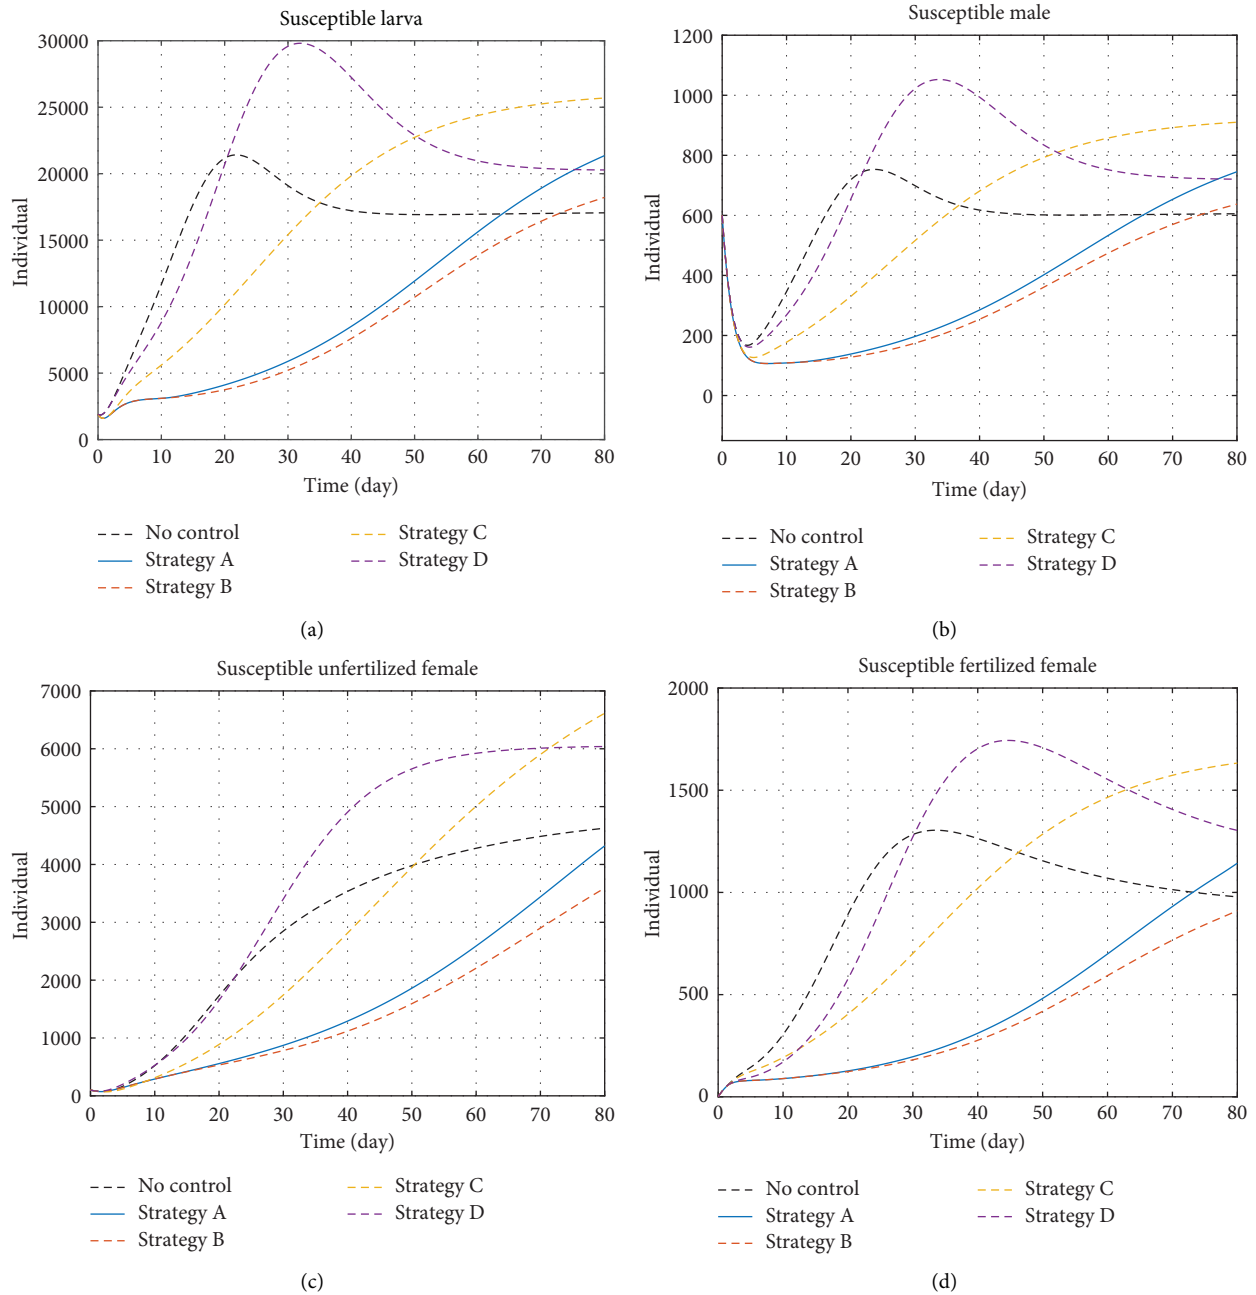 Susceptible larva
30000
25000
20000
15000
10000
5000
0
Individual
0 10 20 30 40 50 60 70 80
Time (day)
No control
Strategy A
Strategy B
Strategy C
Strategy D
(a)
Susceptible male
1200
1000
800
600
400
200
0
Individual
0 10 20 30 40 50 60 70 80
Time (day)
No control
Strategy A
Strategy B
Strategy C
Strategy D
(b)
Susceptible unfertilized female
7000
6000
5000
4000
3000
2000
1000
0
Individual
0 10 20 30 40 50 60 70 80
Time (day)
No control
Strategy A
Strategy B
Strategy C
Strategy D
(c)
Susceptible fertilized female
2000
1500
1000
500
0
Individual
0 10 20 30 40 50 60 70 80
Time (day)
No control
Strategy A
Strategy B
Strategy C
Strategy D
(d)